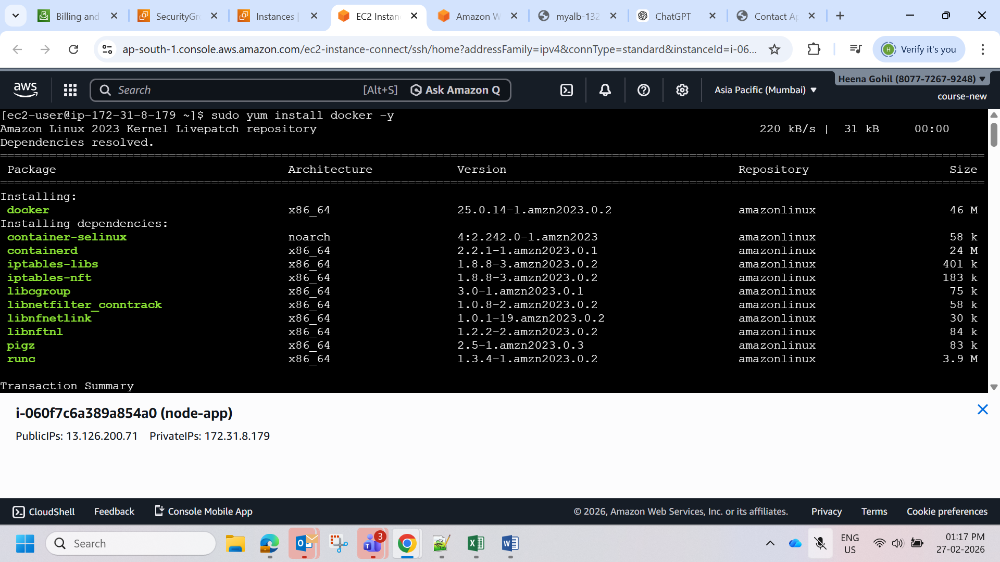 Billing and
SecurityGr
Instances |
EC2 Instan
Amazon W
myalb-132
ChatGPT
Contact Ap
ap-south-1.console.aws.amazon.com/ec2-instance-connect/ssh/home?addressFamily=ipv4&connType=standard&instanceId=i-06...
H Verify it's you
aws
Search [Alt+S] Ask Amazon Q
Asia Pacific (Mumbai) ▼
Heena Gohil (8077-7267-9248) ▼
course-new
[ec2-user@ip-172-31-8-179 ~]$ sudo yum install docker -y
Amazon Linux 2023 Kernel Livepatch repository 220 kB/s | 31 kB 00:00
Dependencies resolved.
================================================================================
Package Architecture Version Repository Size
================================================================================
Installing:
docker x86_64 25.0.14-1.amzn2023.0.2 amazonlinux 46 M
Installing dependencies:
container-selinux noarch 4:2.242.0-1.amzn2023 amazonlinux 58 k
containerd x86_64 2.2.1-1.amzn2023.0.1 amazonlinux 24 M
iptables-libs x86_64 1.8.8-3.amzn2023.0.2 amazonlinux 401 k
iptables-nft x86_64 1.8.8-3.amzn2023.0.2 amazonlinux 183 k
libcgroup x86_64 3.0-1.amzn2023.0.1 amazonlinux 75 k
libnetfilter_conntrack x86_64 1.0.8-2.amzn2023.0.2 amazonlinux 58 k
libnfnetlink x86_64 1.0.1-19.amzn2023.0.2 amazonlinux 30 k
libnftnl x86_64 1.2.2-2.amzn2023.0.2 amazonlinux 84 k
pigz x86_64 2.5-1.amzn2023.0.3 amazonlinux 83 k
runc x86_64 1.3.4-1.amzn2023.0.2 amazonlinux 3.9 M
Transaction Summary
i-060f7c6a389a854a0 (node-app)
PublicIPs: 13.126.200.71 PrivateIPs: 172.31.8.179
CloudShell Feedback Console Mobile App © 2026, Amazon Web Services, Inc. or its affiliates. Privacy Terms Cookie preferences
Search
3
ENG
US
01:17 PM
27-02-2026